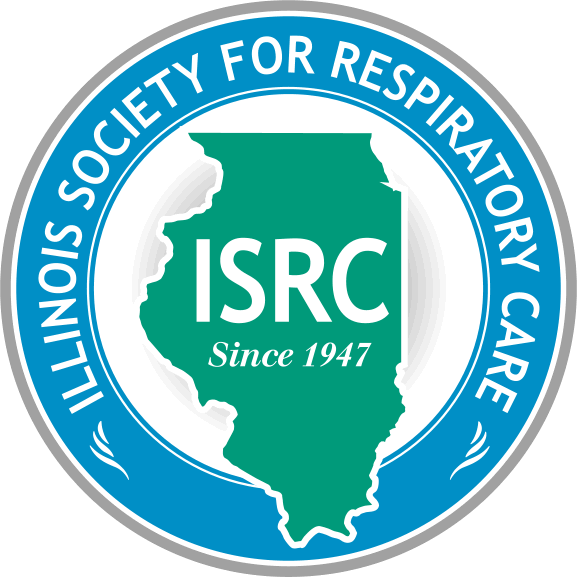 ILLINOIS SOCIETY FOR RESPIRATORY CARE
ISRC
Since 1947